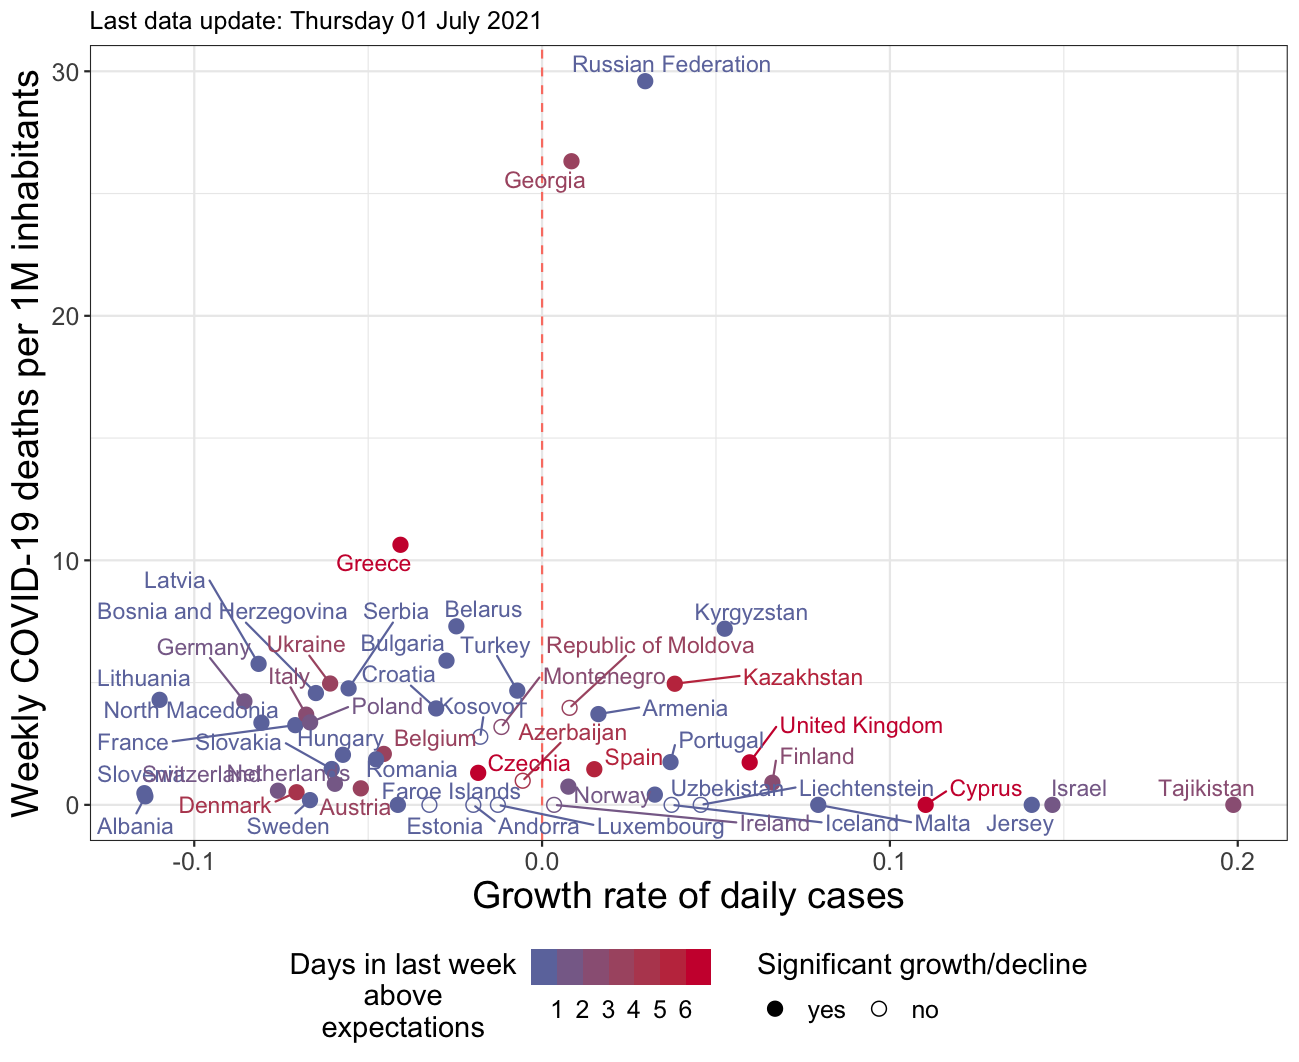 Last data update: Thursday 01 July 2021
Weekly COVID-19 deaths per 1M inhabitants
30
20
10
0
Russian Federation
Georgia
Greece
Latvia
Bosnia and Herzegovina
Serbia
Belarus
Kyrgyzstan
Germany
Ukraine
Bulgaria
Turkey
Republic of Moldova
Lithuania
Italy
Croatia
Montenegro
Kazakhstan
North Macedonia
Poland
Kosovo†
Armenia
France
Slovakia
Hungary
Belgium
Azerbaijan
Portugal
United Kingdom
Slovenia
Switzerland
Netherlands
Romania
Czechia
Spain
Finland
Denmark
Austria
Faroe Islands
Norway
Uzbekistan
Liechtenstein
Cyprus
Israel
Tajikistan
Albania
Sweden
Estonia
Andorra
Luxembourg
Ireland
Iceland
Malta
Jersey
-0.1
0.0
0.1
0.2
Growth rate of daily cases
Days in last week
above
expectations
1 2 3 4 5 6
Significant growth/decline
yes no